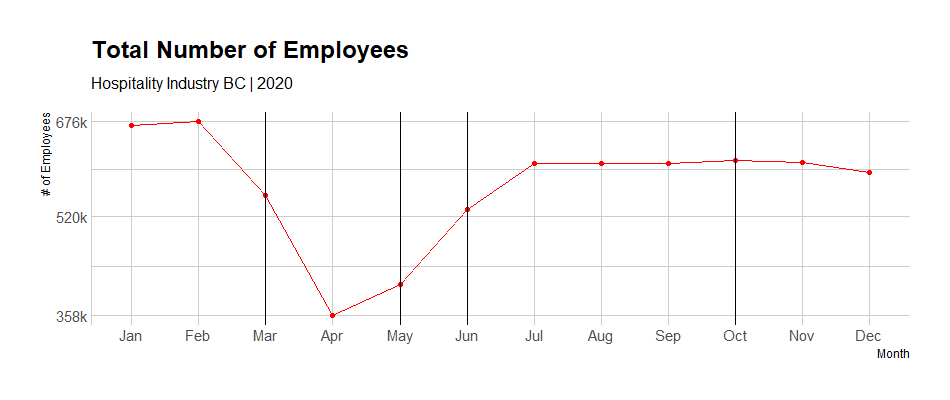 Total Number of Employees
Hospitality Industry BC | 2020
# of Employees
676k
520k
358k
Jan Feb Mar Apr May Jun Jul Aug Sep Oct Nov Dec
Month